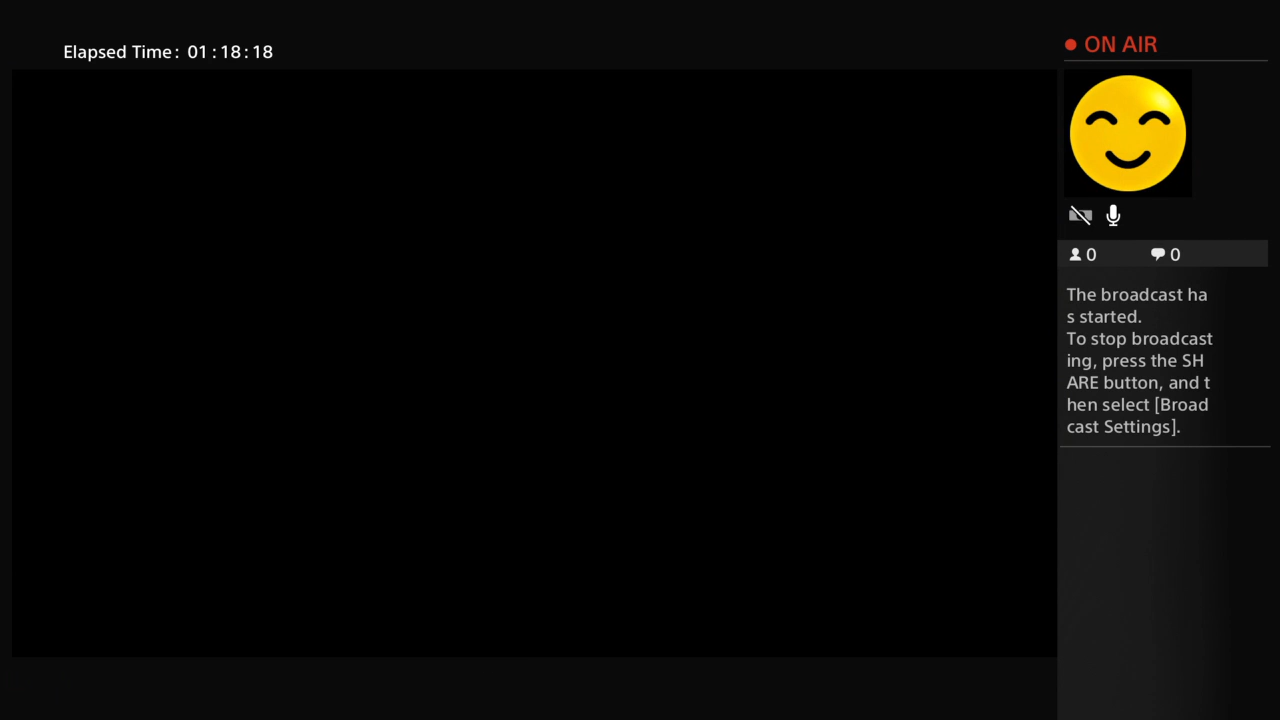 Elapsed Time: 01:18:18
ON AIR
0 0
The broadcast ha
s started.
To stop broadcast
ing, press the SH
ARE button, and t
hen select [Broad
cast Settings].